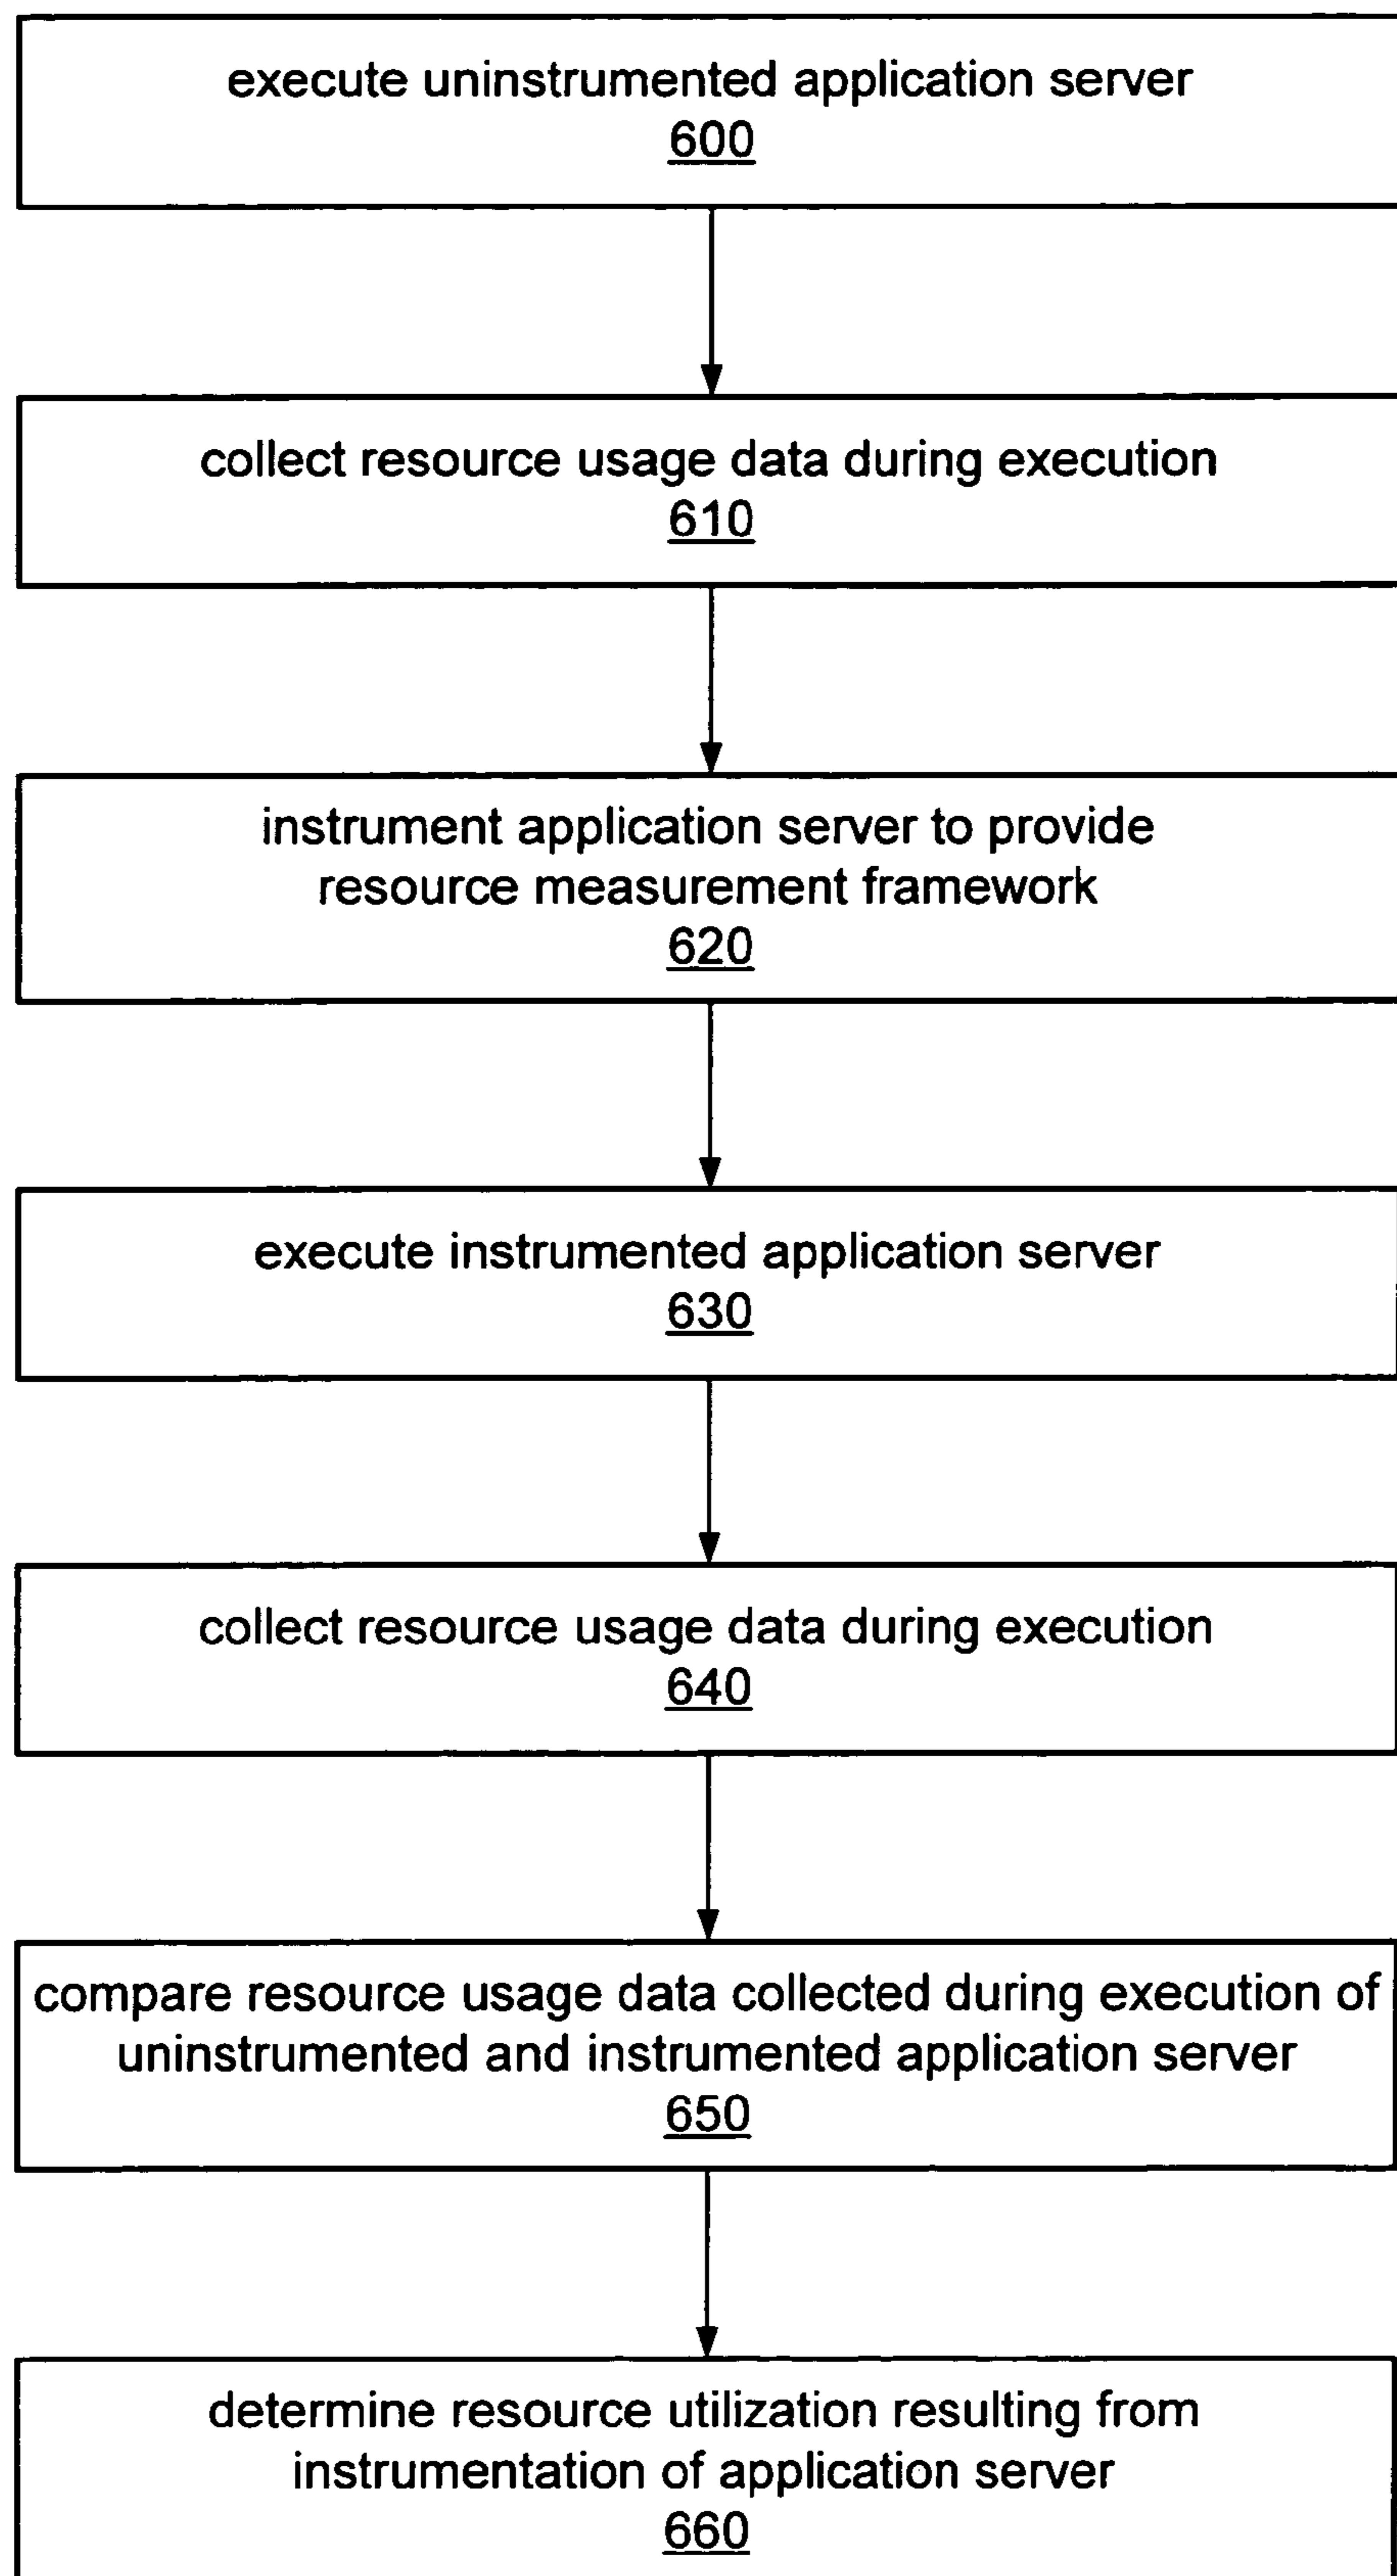 execute uninstrumented application server
600
collect resource usage data during execution
610
instrument application server to provide
resource measurement framework
620
execute instrumented application server
630
collect resource usage data during execution
640
compare resource usage data collected during execution of
uninstrumented and instrumented application server
650
determine resource utilization resulting from
instrumentation of application server
660